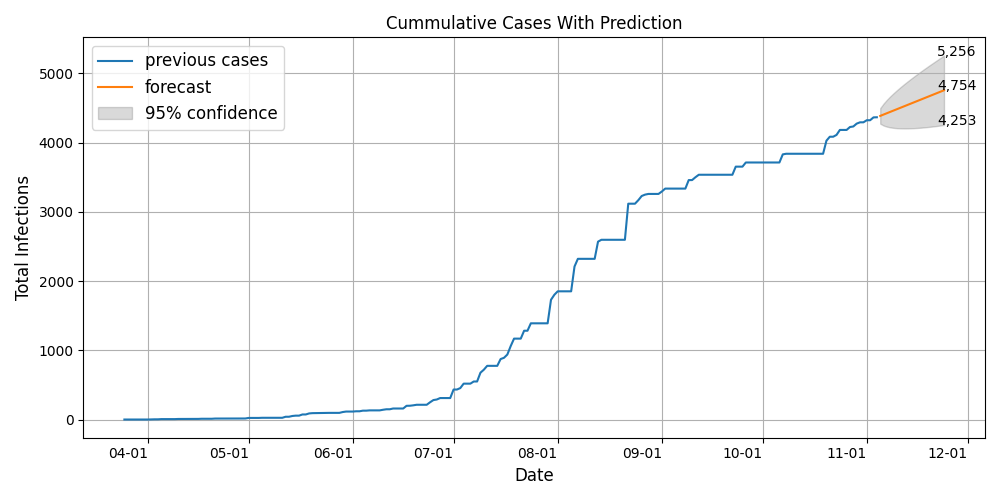 Cummulative Cases With Prediction
previous cases
forecast
95% confidence
5,256
4,754
4,253
Total Infections
5000
4000
3000
2000
1000
0
04-01 05-01 06-01 07-01 08-01 09-01 10-01 11-01 12-01
Date